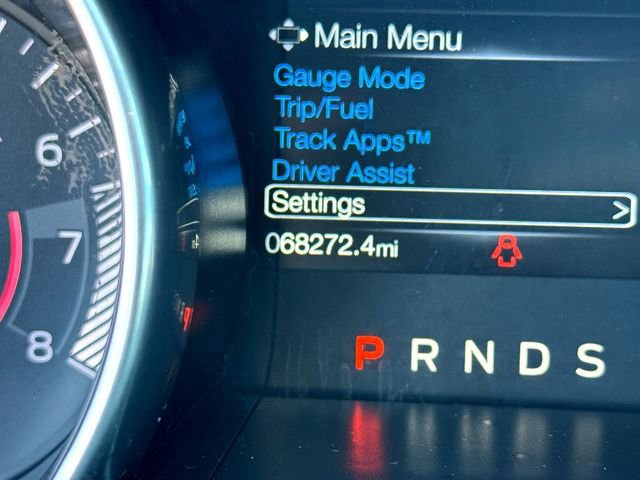 Main Menu
Gauge Mode
Trip/Fuel
Track Apps™
Driver Assist
Settings >
068272.4mi
P R N D S
6
7
8